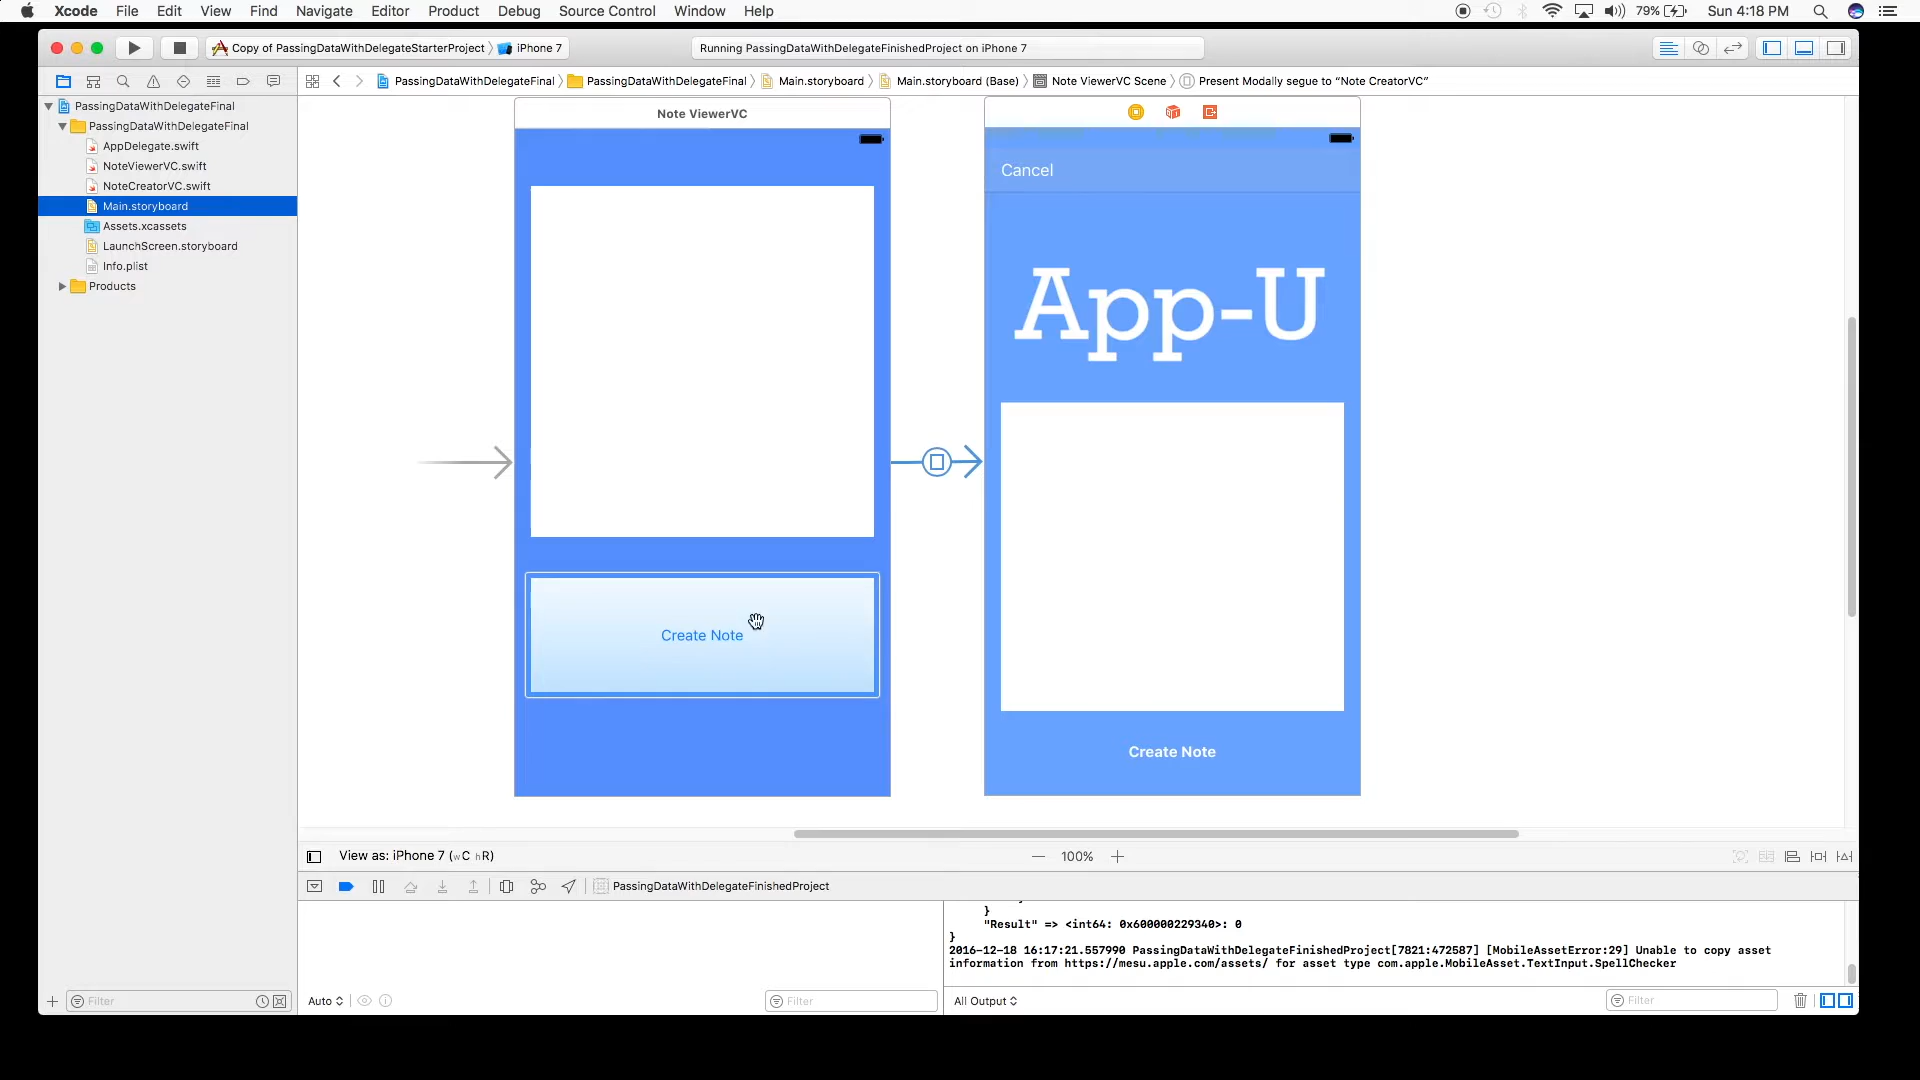 Xcode File Edit View Find Navigate Editor Product Debug Source Control Window Help 79% Sun 4:18 PM
Copy of PassingDataWithDelegateStarterProject iPhone 7 Running PassingDataWithDelegateFinishedProject on iPhone 7
PassingDataWithDelegateFinal PassingDataWithDelegateFinal Main.storyboard Main.storyboard (Base) Note ViewerVC Scene Present Modally segue to “Note CreatorVC”
PassingDataWithDelegateFinal
PassingDataWithDelegateFinal
AppDelegate.swift
NoteViewerVC.swift
NoteCreatorVC.swift
Main.storyboard
Assets.xcassets
LaunchScreen.storyboard
Info.plist
Products
Note ViewerVC
Create Note
Cancel
App-U
Create Note
View as: iPhone 7 (wC hR) 100%
PassingDataWithDelegateFinishedProject
}
"Result" => <int64: 0x600000229340>: 0
}
2016-12-18 16:17:21.557990 PassingDataWithDelegateFinishedProject[7821:472587] [MobileAssetError:29] Unable to copy asset
information from https://mesu.apple.com/assets/ for asset type com.apple.MobileAsset.TextInput.SpellChecker
Filter Auto Filter All Output Filter